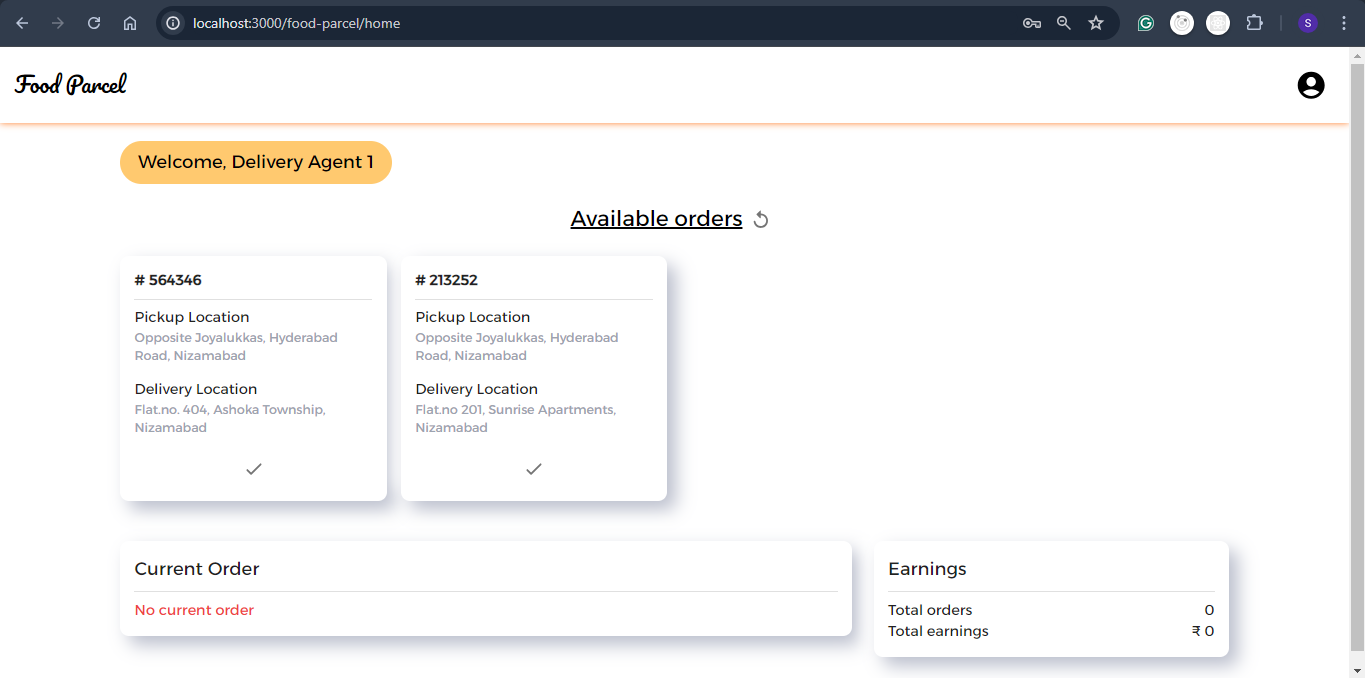 localhost:3000/food-parcel/home
S
Food Parcel
Welcome, Delivery Agent 1
Available orders
# 564346
Pickup Location
Opposite Joyalukkas, Hyderabad
Road, Nizamabad
Delivery Location
Flat.no. 404, Ashoka Township,
Nizamabad
# 213252
Pickup Location
Opposite Joyalukkas, Hyderabad
Road, Nizamabad
Delivery Location
Flat.no 201, Sunrise Apartments,
Nizamabad
Current Order
No current order
Earnings
Total orders 0
Total earnings ₹ 0